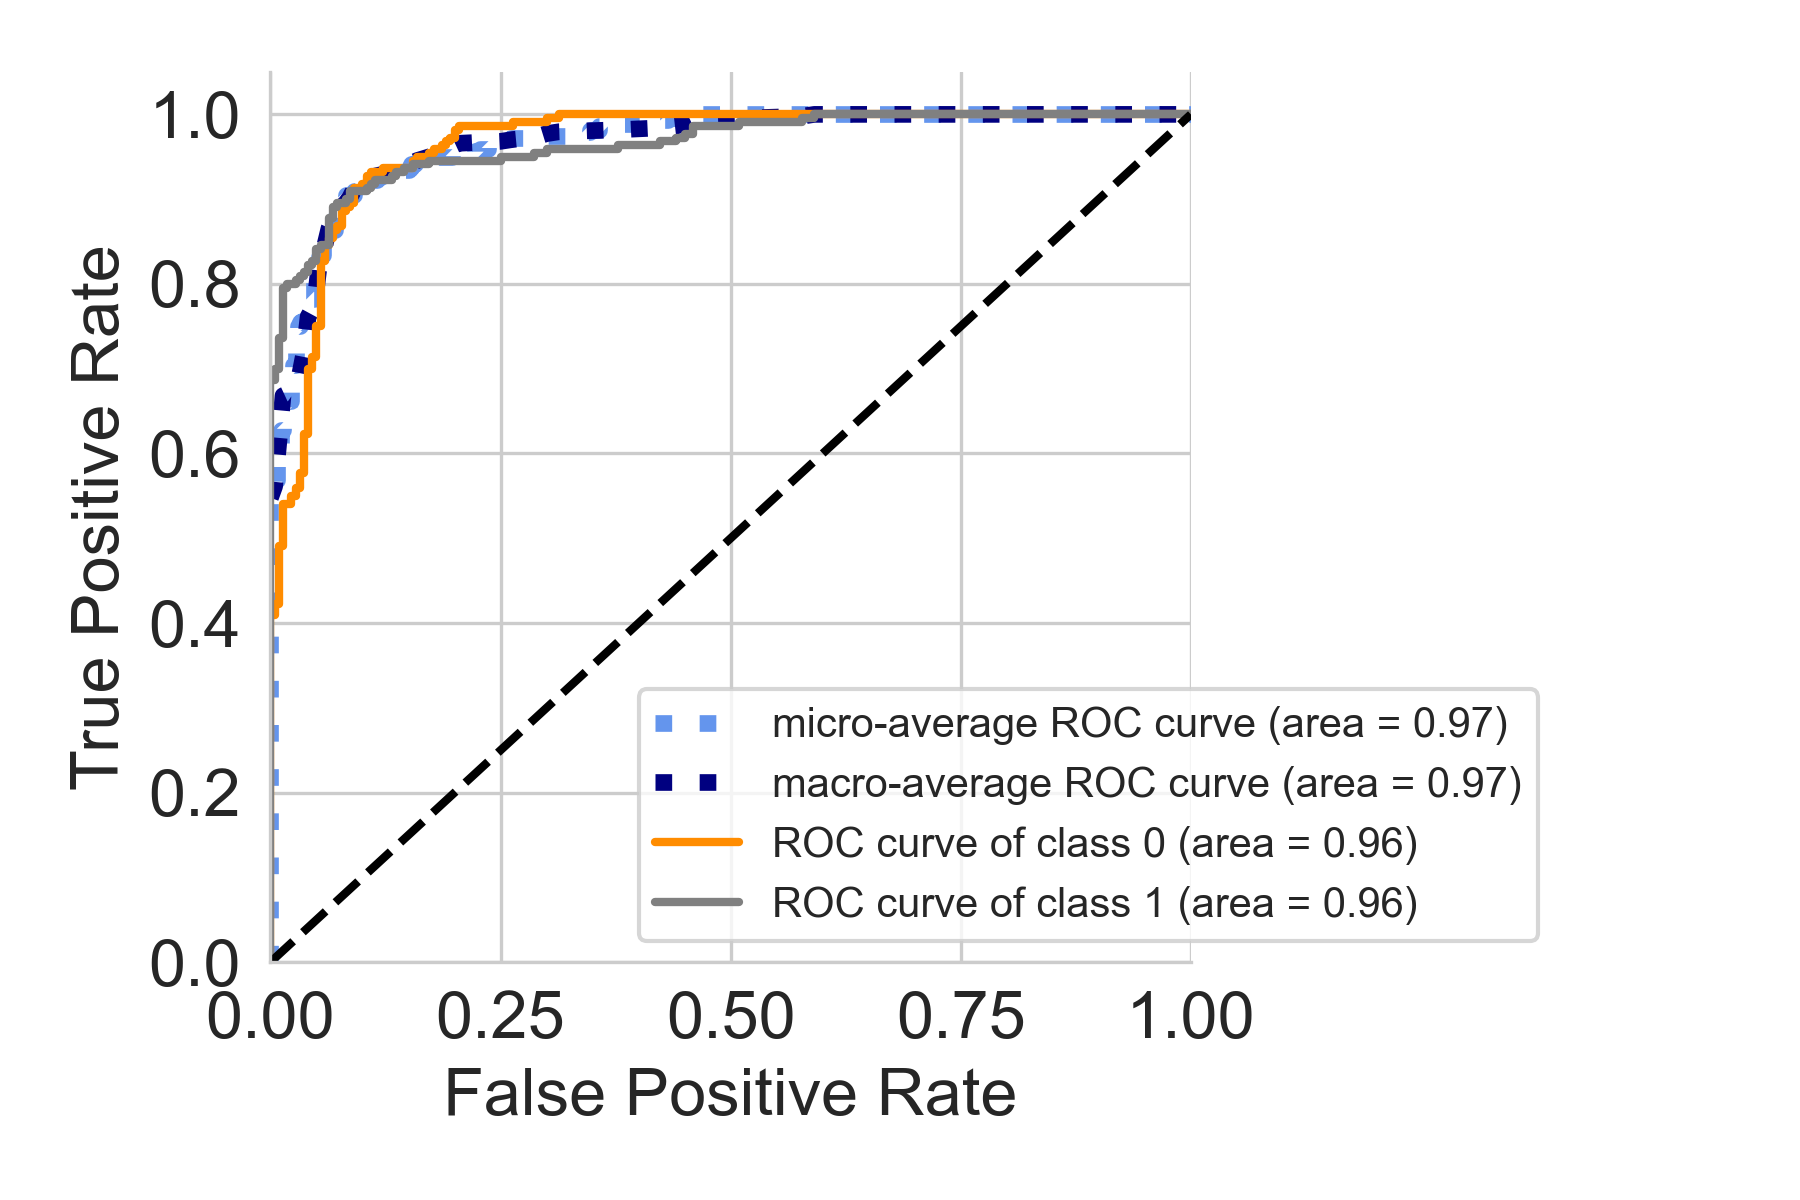 1.0
0.8
0.6
0.4
0.2
0.0
True Positive Rate
0.00 0.25 0.50 0.75 1.00
False Positive Rate
micro-average ROC curve (area = 0.97)
macro-average ROC curve (area = 0.97)
ROC curve of class 0 (area = 0.96)
ROC curve of class 1 (area = 0.96)